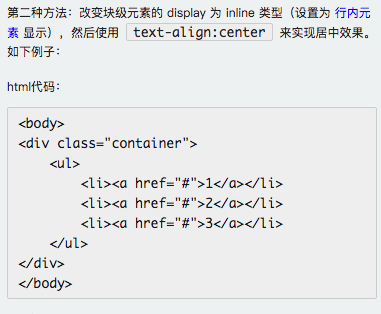 第二种方法：改变块级元素的 display 为 inline 类型（设置为 行内元
素 显示），然后使用 text-align:center 来实现居中效果。
如下例子：
html代码：
<body>
<div class="container">
    <ul>
        <li><a href="#">1</a></li>
        <li><a href="#">2</a></li>
        <li><a href="#">3</a></li>
    </ul>
</div>
</body>